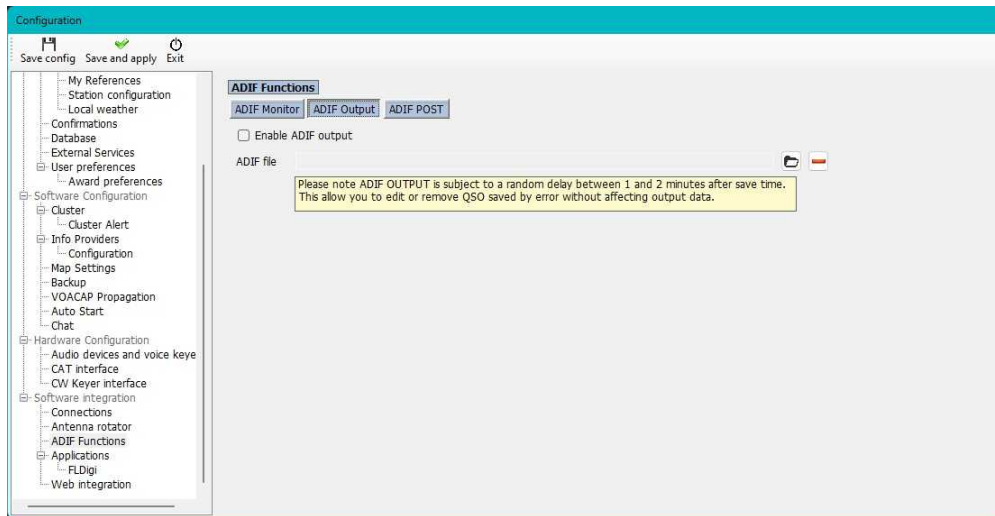 Configuration
Save config Save and apply Exit
My References
Station configuration
Local weather
Confirmations
Database
External Services
User preferences
Award preferences
Software Configuration
Cluster
Cluster Alert
Info Providers
Configuration
Map Settings
Backup
VOACAP Propagation
Auto Start
Chat
Hardware Configuration
Audio devices and voice keye
CAT interface
CW Keyer interface
Software integration
Connections
Antenna rotator
ADIF Functions
Applications
FLDigi
Web integration
ADIF Functions
ADIF Monitor ADIF Output ADIF POST
Enable ADIF output
ADIF file
Please note ADIF OUTPUT is subject to a random delay between 1 and 2 minutes after save time.
This allow you to edit or remove QSO saved by error without affecting output data.